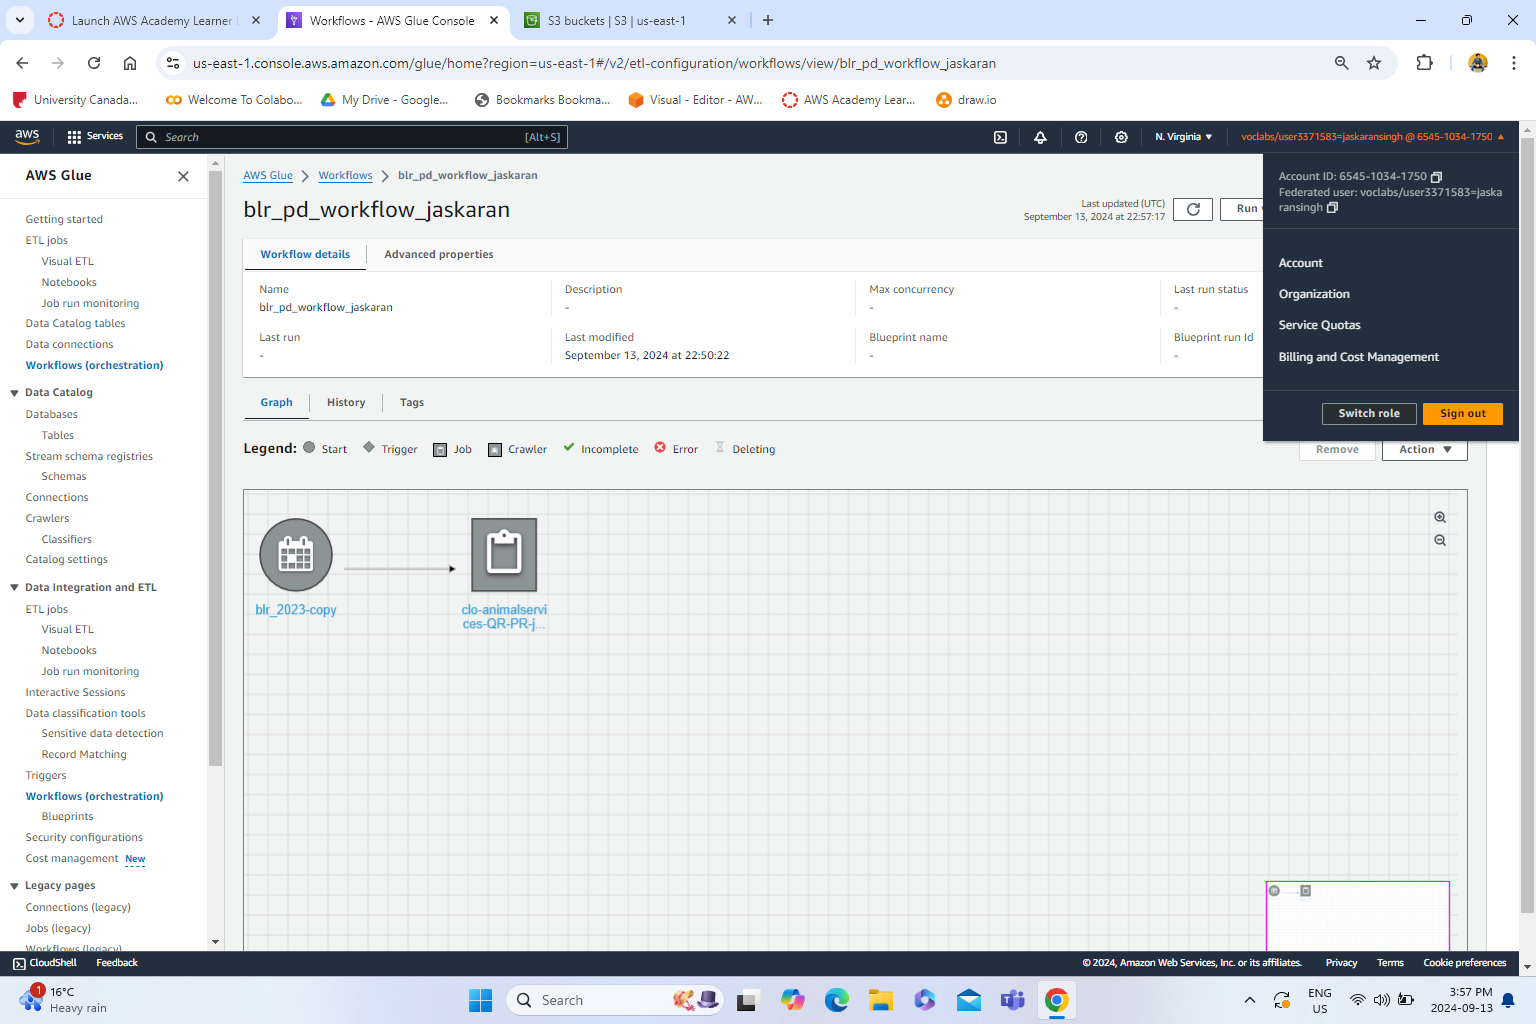 Launch AWS Academy Learner
Workflows - AWS Glue Console
S3 buckets | S3 | us-east-1
us-east-1.console.aws.amazon.com/glue/home?region=us-east-1#/v2/etl-configuration/workflows/view/blr_pd_workflow_jaskaran
University Canada...
Welcome To Colabo...
My Drive - Google...
Bookmarks Bookma...
Visual - Editor - AW...
AWS Academy Lear...
draw.io
aws
Services
Search
[Alt+S]
N. Virginia
voclabs/user3371583=jaskaransingh @ 6545-1034-1750
AWS Glue
Getting started
ETL jobs
Visual ETL
Notebooks
Job run monitoring
Data Catalog tables
Data connections
Workflows (orchestration)
Data Catalog
Databases
Tables
Stream schema registries
Schemas
Connections
Crawlers
Classifiers
Catalog settings
Data Integration and ETL
ETL jobs
Visual ETL
Notebooks
Job run monitoring
Interactive Sessions
Data classification tools
Sensitive data detection
Record Matching
Triggers
Workflows (orchestration)
Blueprints
Security configurations
Cost management New
Legacy pages
Connections (legacy)
Jobs (legacy)
Workflows (legacy)
AWS Glue
Workflows
blr_pd_workflow_jaskaran
blr_pd_workflow_jaskaran
Last updated (UTC)
September 13, 2024 at 22:57:17
Run
Workflow details
Advanced properties
Name
blr_pd_workflow_jaskaran
Description
-
Max concurrency
-
Last run status
-
Last run
-
Last modified
September 13, 2024 at 22:50:22
Blueprint name
-
Blueprint run Id
-
Account ID: 6545-1034-1750
Federated user: voclabs/user3371583=jaska
ransingh
Account
Organization
Service Quotas
Billing and Cost Management
Switch role
Sign out
Graph
History
Tags
Legend:
Start
Trigger
Job
Crawler
Incomplete
Error
Deleting
Remove
Action
blr_2023-copy
clo-animalservi
ces-QR-PR-j...
CloudShell
Feedback
© 2024, Amazon Web Services, Inc. or its affiliates.
Privacy
Terms
Cookie preferences
1
16°C
Heavy rain
Search
ENG
US
3:57 PM
2024-09-13